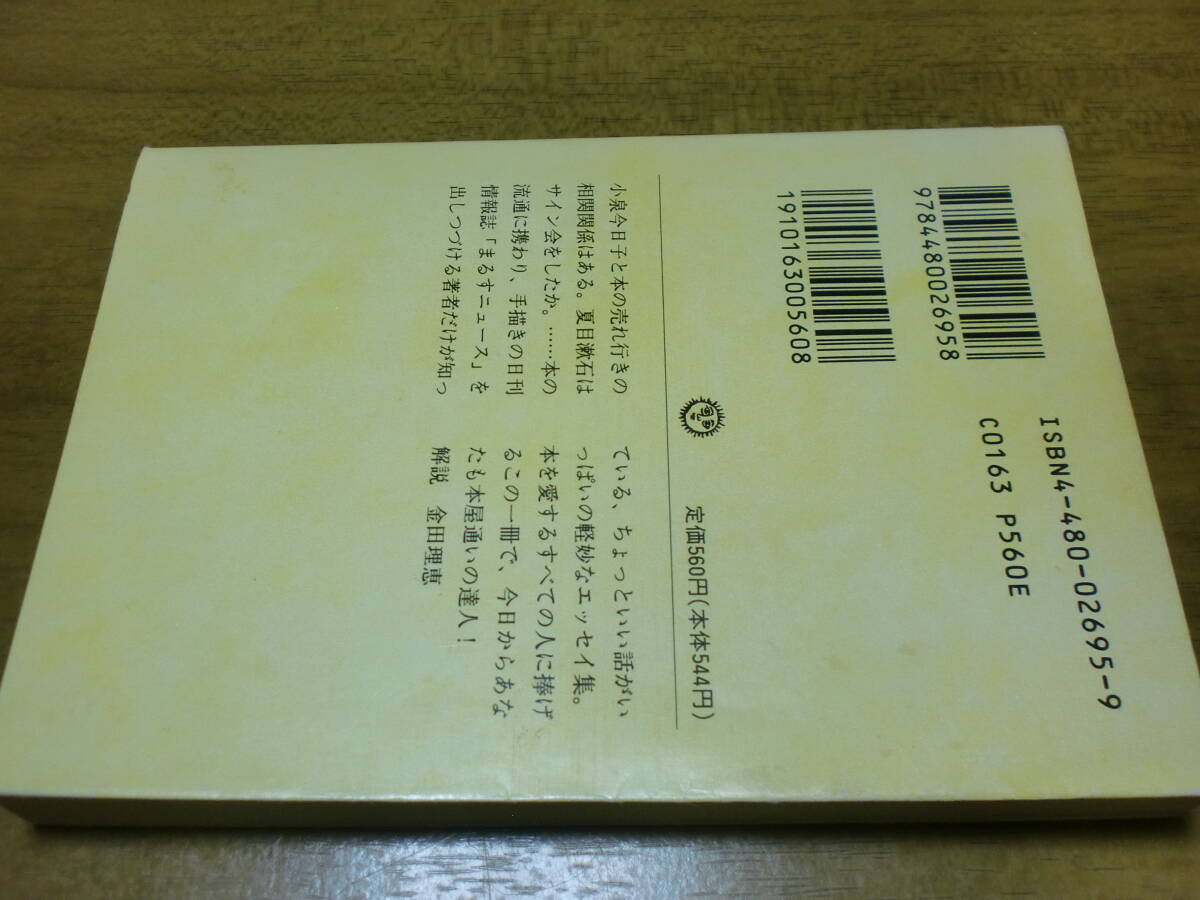 9784480026958
1910163005608
ISBN4-480-02695-9
C0163 P560E
定価560円(本体544円)
小泉今日子と本の売れ行きの
相関関係はある。夏目漱石は
サイン会をしたか。……本の
流通に携わり、手描きの日刊
情報誌「まるすニュース」を
出しつづける著者だけが知っ
ている、ちょっといい話がい
っぱいの軽妙なエッセイ集。
本を愛するすべての人に捧げ
るこの一冊で、今日からあな
たも本屋通いの達人!
解説 金田理恵